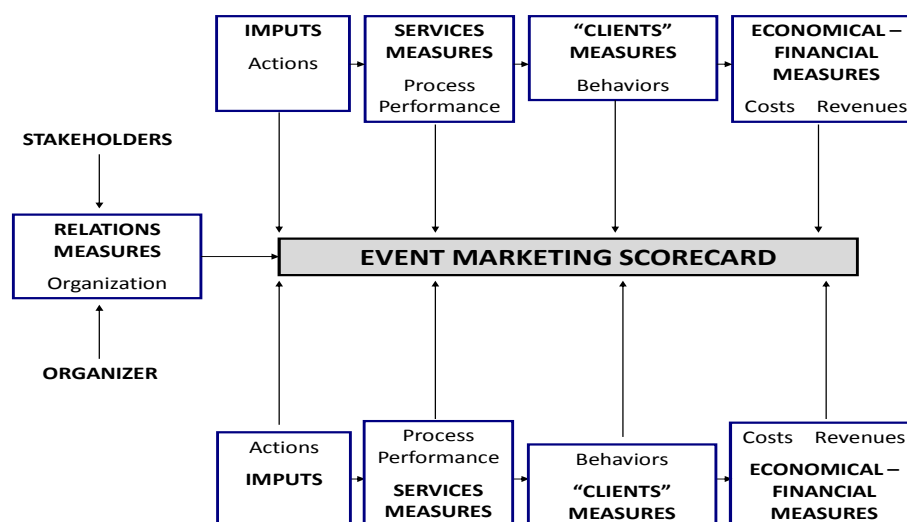 IMPUTS
Actions
SERVICES
MEASURES
Process
Performance
“CLIENTS”
MEASURES
Behaviors
ECONOMICAL –
FINANCIAL
MEASURES
Costs Revenues
STAKEHOLDERS
RELATIONS
MEASURES
Organization
EVENT MARKETING SCORECARD
ORGANIZER
Actions
IMPUTS
Process
Performance
SERVICES
MEASURES
Behaviors
“CLIENTS”
MEASURES
Costs Revenues
ECONOMICAL –
FINANCIAL
MEASURES